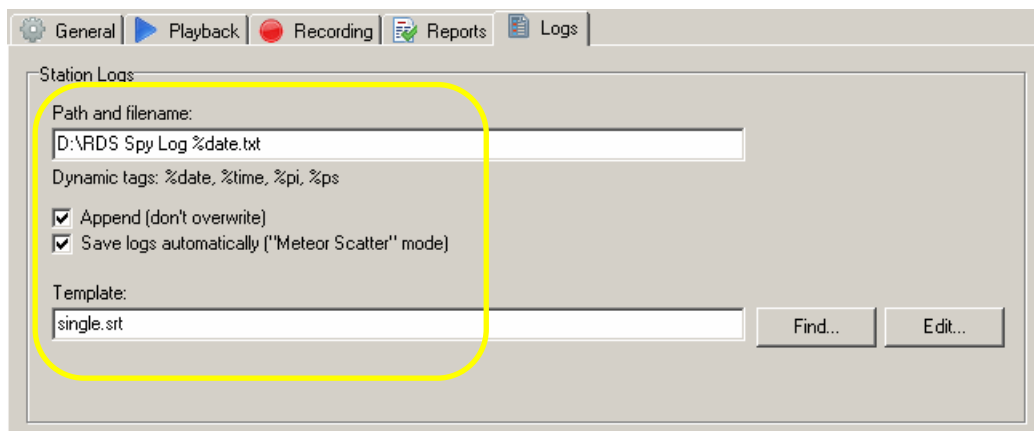 General Playback Recording Reports Logs
Station Logs
Path and filename:
D:\RDS Spy Log %date.txt
Dynamic tags: %date, %time, %pi, %ps
Append (don't overwrite)
Save logs automatically ("Meteor Scatter" mode)
Template:
single.srt Find... Edit...